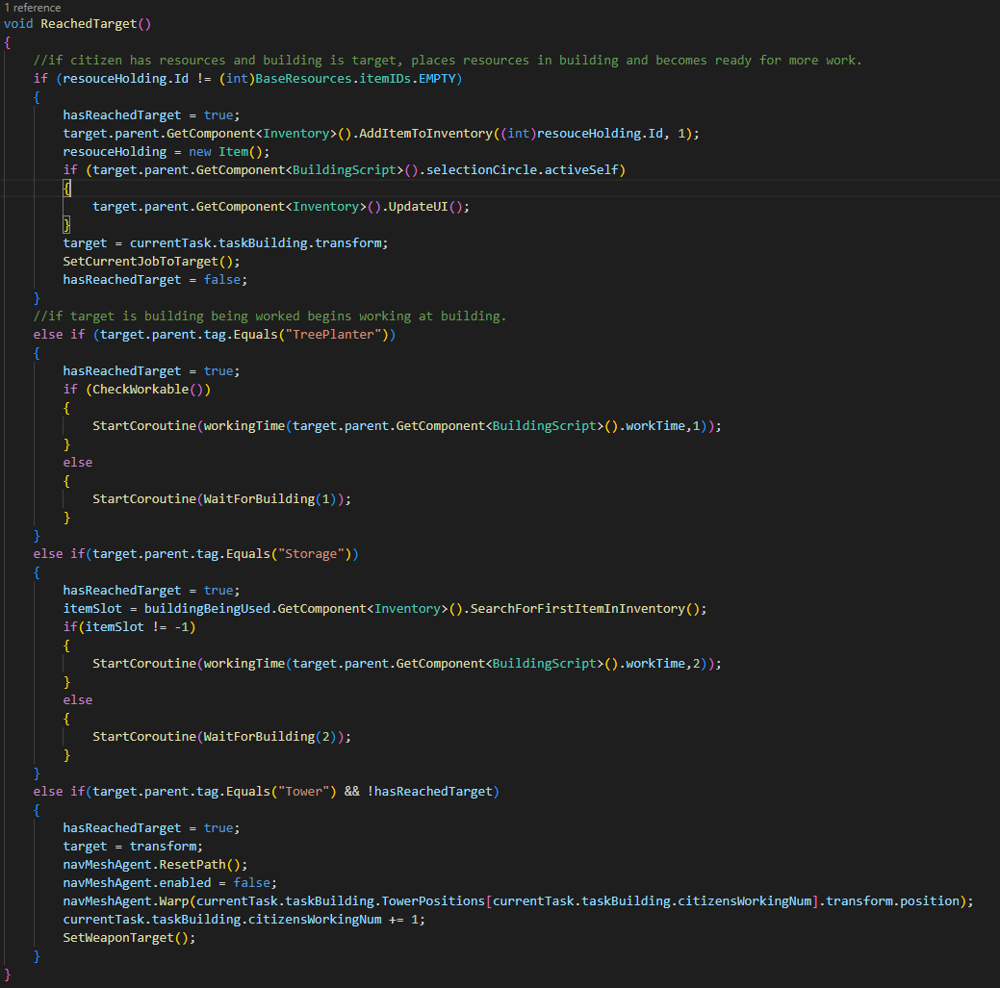 1 reference
void ReachedTarget()
{
//if citizen has resources and building is target, places resources in building and becomes ready for more work.
if (resouceHolding.Id != (int)BaseResources.itemIDs.EMPTY)
{
hasReachedTarget = true;
target.parent.GetComponent<Inventory>().AddItemToInventory((int)resouceHolding.Id, 1);
resouceHolding = new Item();
if (target.parent.GetComponent<BuildingScript>().selectionCircle.activeSelf)
{
target.parent.GetComponent<Inventory>().UpdateUI();
}
target = currentTask.taskBuilding.transform;
SetCurrentJobToTarget();
hasReachedTarget = false;
}
//if target is building being worked begins working at building.
else if (target.parent.tag.Equals("TreePlanter"))
{
hasReachedTarget = true;
if (CheckWorkable())
{
StartCoroutine(workingTime(target.parent.GetComponent<BuildingScript>().workTime,1));
}
else
{
StartCoroutine(WaitForBuilding(1));
}
}
else if(target.parent.tag.Equals("Storage"))
{
hasReachedTarget = true;
itemSlot = buildingBeingUsed.GetComponent<Inventory>().SearchForFirstItemInInventory();
if(itemSlot != -1)
{
StartCoroutine(workingTime(target.parent.GetComponent<BuildingScript>().workTime,2));
}
else
{
StartCoroutine(WaitForBuilding(2));
}
}
else if(target.parent.tag.Equals("Tower") && !hasReachedTarget)
{
hasReachedTarget = true;
target = transform;
navMeshAgent.ResetPath();
navMeshAgent.enabled = false;
navMeshAgent.Warp(currentTask.taskBuilding.TowerPositions[currentTask.taskBuilding.citizensWorkingNum].transform.position);
currentTask.taskBuilding.citizensWorkingNum += 1;
SetWeaponTarget();
}
}